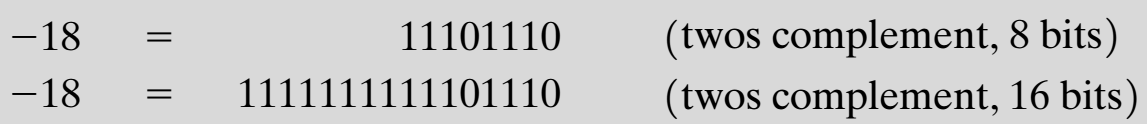 −18 = 11101110 (twos complement, 8 bits)
−18 = 1111111111101110 (twos complement, 16 bits)